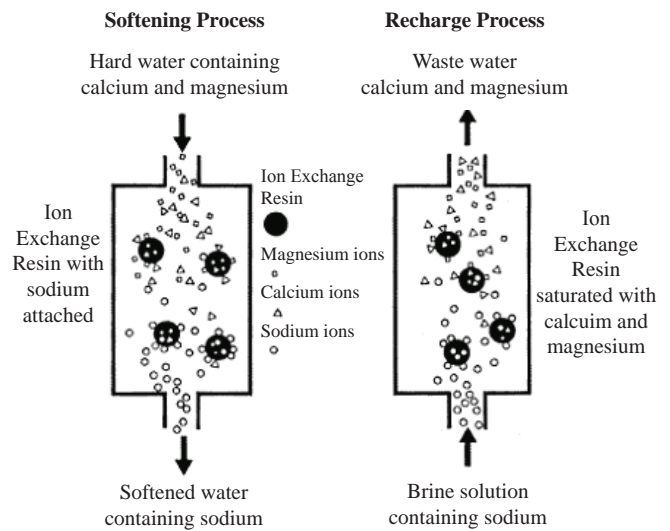 Softening Process
Hard water containing
calcium and magnesium
Ion
Exchange
Resin with
sodium
attached
Ion Exchange
Resin
Magnesium ions
Calcium ions
Sodium ions
Softened water
containing sodium
Recharge Process
Waste water
calcium and magnesium
Ion
Exchange
Resin
saturated with
calcuim and
magnesium
Brine solution
containing sodium